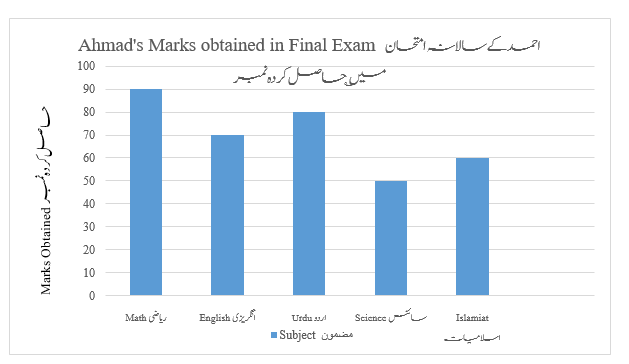 Ahmad's Marks obtained in Final Exam احمد کے سالانہ امتحان
میں حاصل کردہ نمبر
100
90
80
70
60
50
40
30
20
10
0
Marks Obtained حاصل کردہ نمبر
Math ریاضی English انگریزی Urdu اردو Science سائنس Islamiat
اسلامیات
Subject مضمون